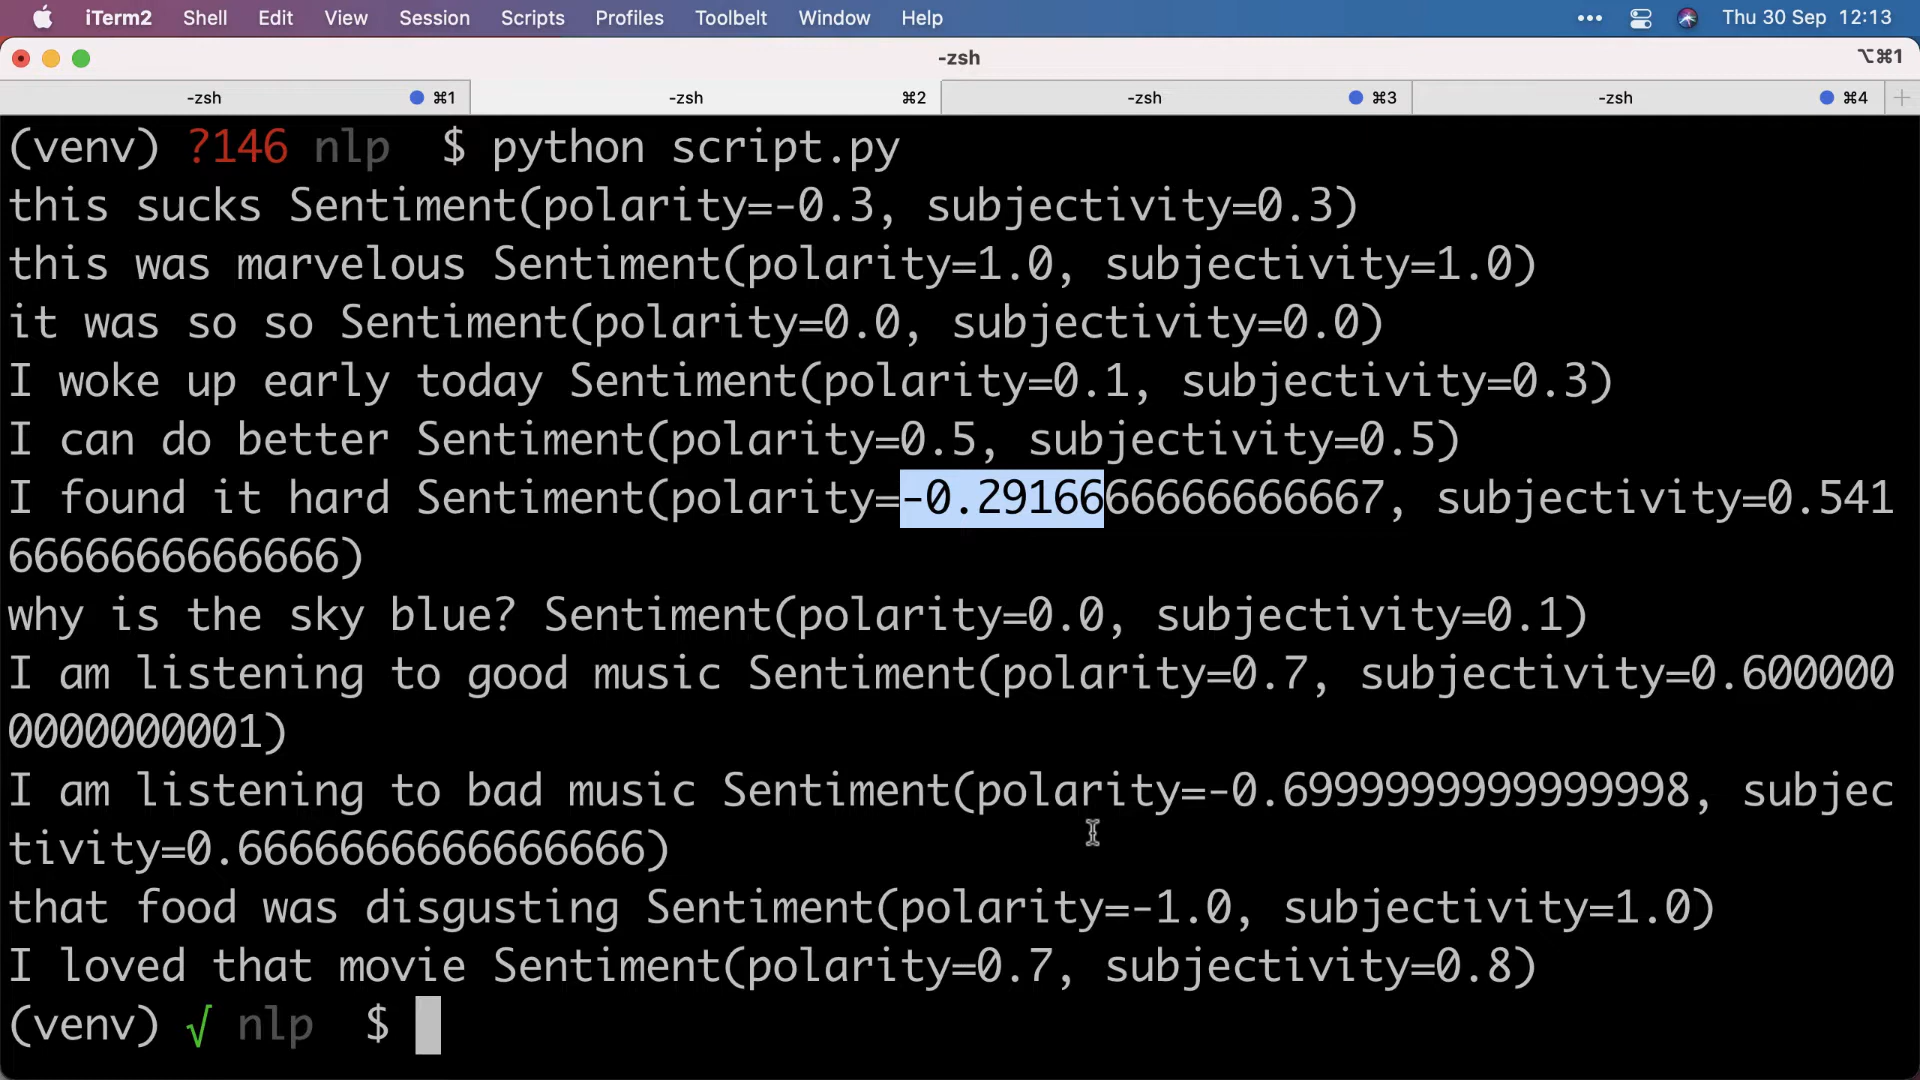 iTerm2 Shell Edit View Session Scripts Profiles Toolbelt Window Help Thu 30 Sep 12:13
-zsh ⌥⌘1
-zsh ⌘1 -zsh ⌘2 -zsh ⌘3 -zsh ⌘4
(venv) ?146 nlp $ python script.py
this sucks Sentiment(polarity=-0.3, subjectivity=0.3)
this was marvelous Sentiment(polarity=1.0, subjectivity=1.0)
it was so so Sentiment(polarity=0.0, subjectivity=0.0)
I woke up early today Sentiment(polarity=0.1, subjectivity=0.3)
I can do better Sentiment(polarity=0.5, subjectivity=0.5)
I found it hard Sentiment(polarity=-0.2916666666666667, subjectivity=0.541
6666666666666)
why is the sky blue? Sentiment(polarity=0.0, subjectivity=0.1)
I am listening to good music Sentiment(polarity=0.7, subjectivity=0.600000
0000000001)
I am listening to bad music Sentiment(polarity=-0.6999999999999998, subjec
tivity=0.6666666666666666)
that food was disgusting Sentiment(polarity=-1.0, subjectivity=1.0)
I loved that movie Sentiment(polarity=0.7, subjectivity=0.8)
(venv) √ nlp $